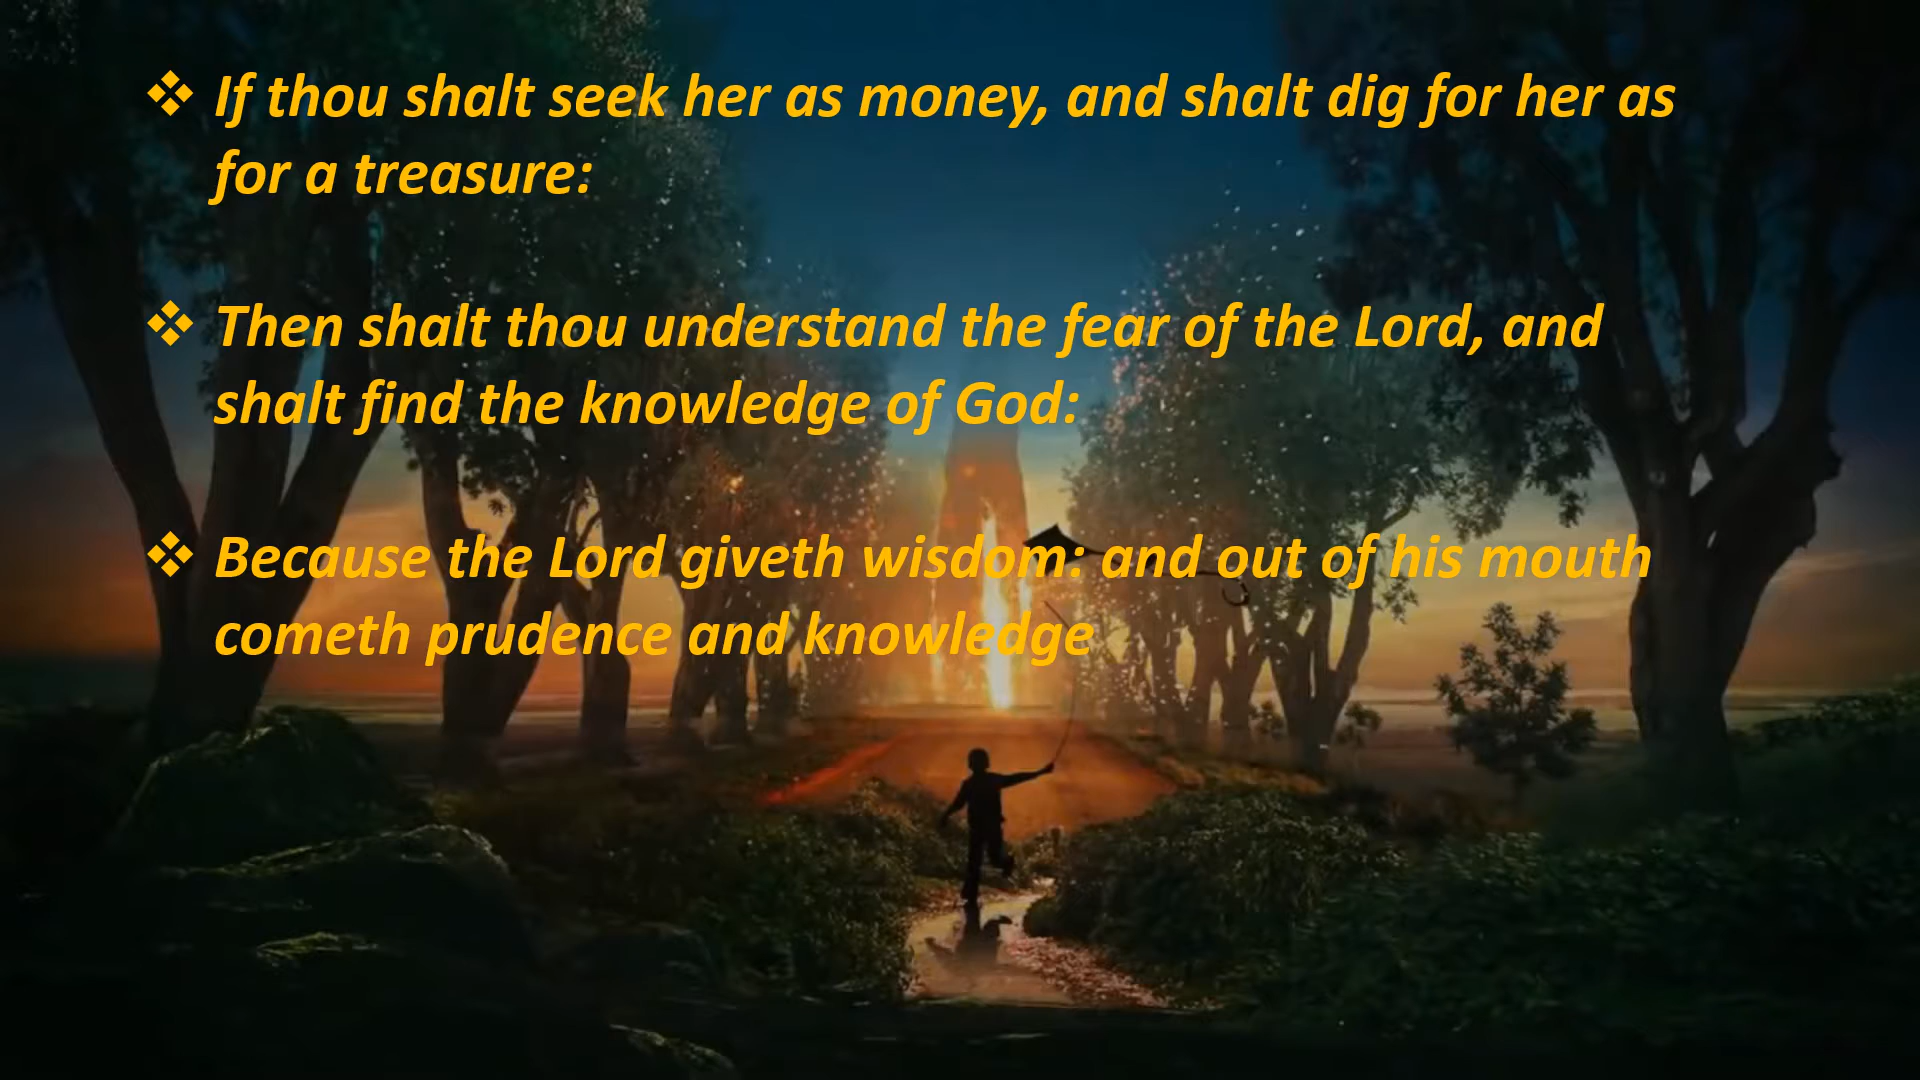 ❖ If thou shalt seek her as money, and shalt dig for her as
for a treasure:
❖ Then shalt thou understand the fear of the Lord, and
shalt find the knowledge of God:
❖ Because the Lord giveth wisdom: and out of his mouth
cometh prudence and knowledge